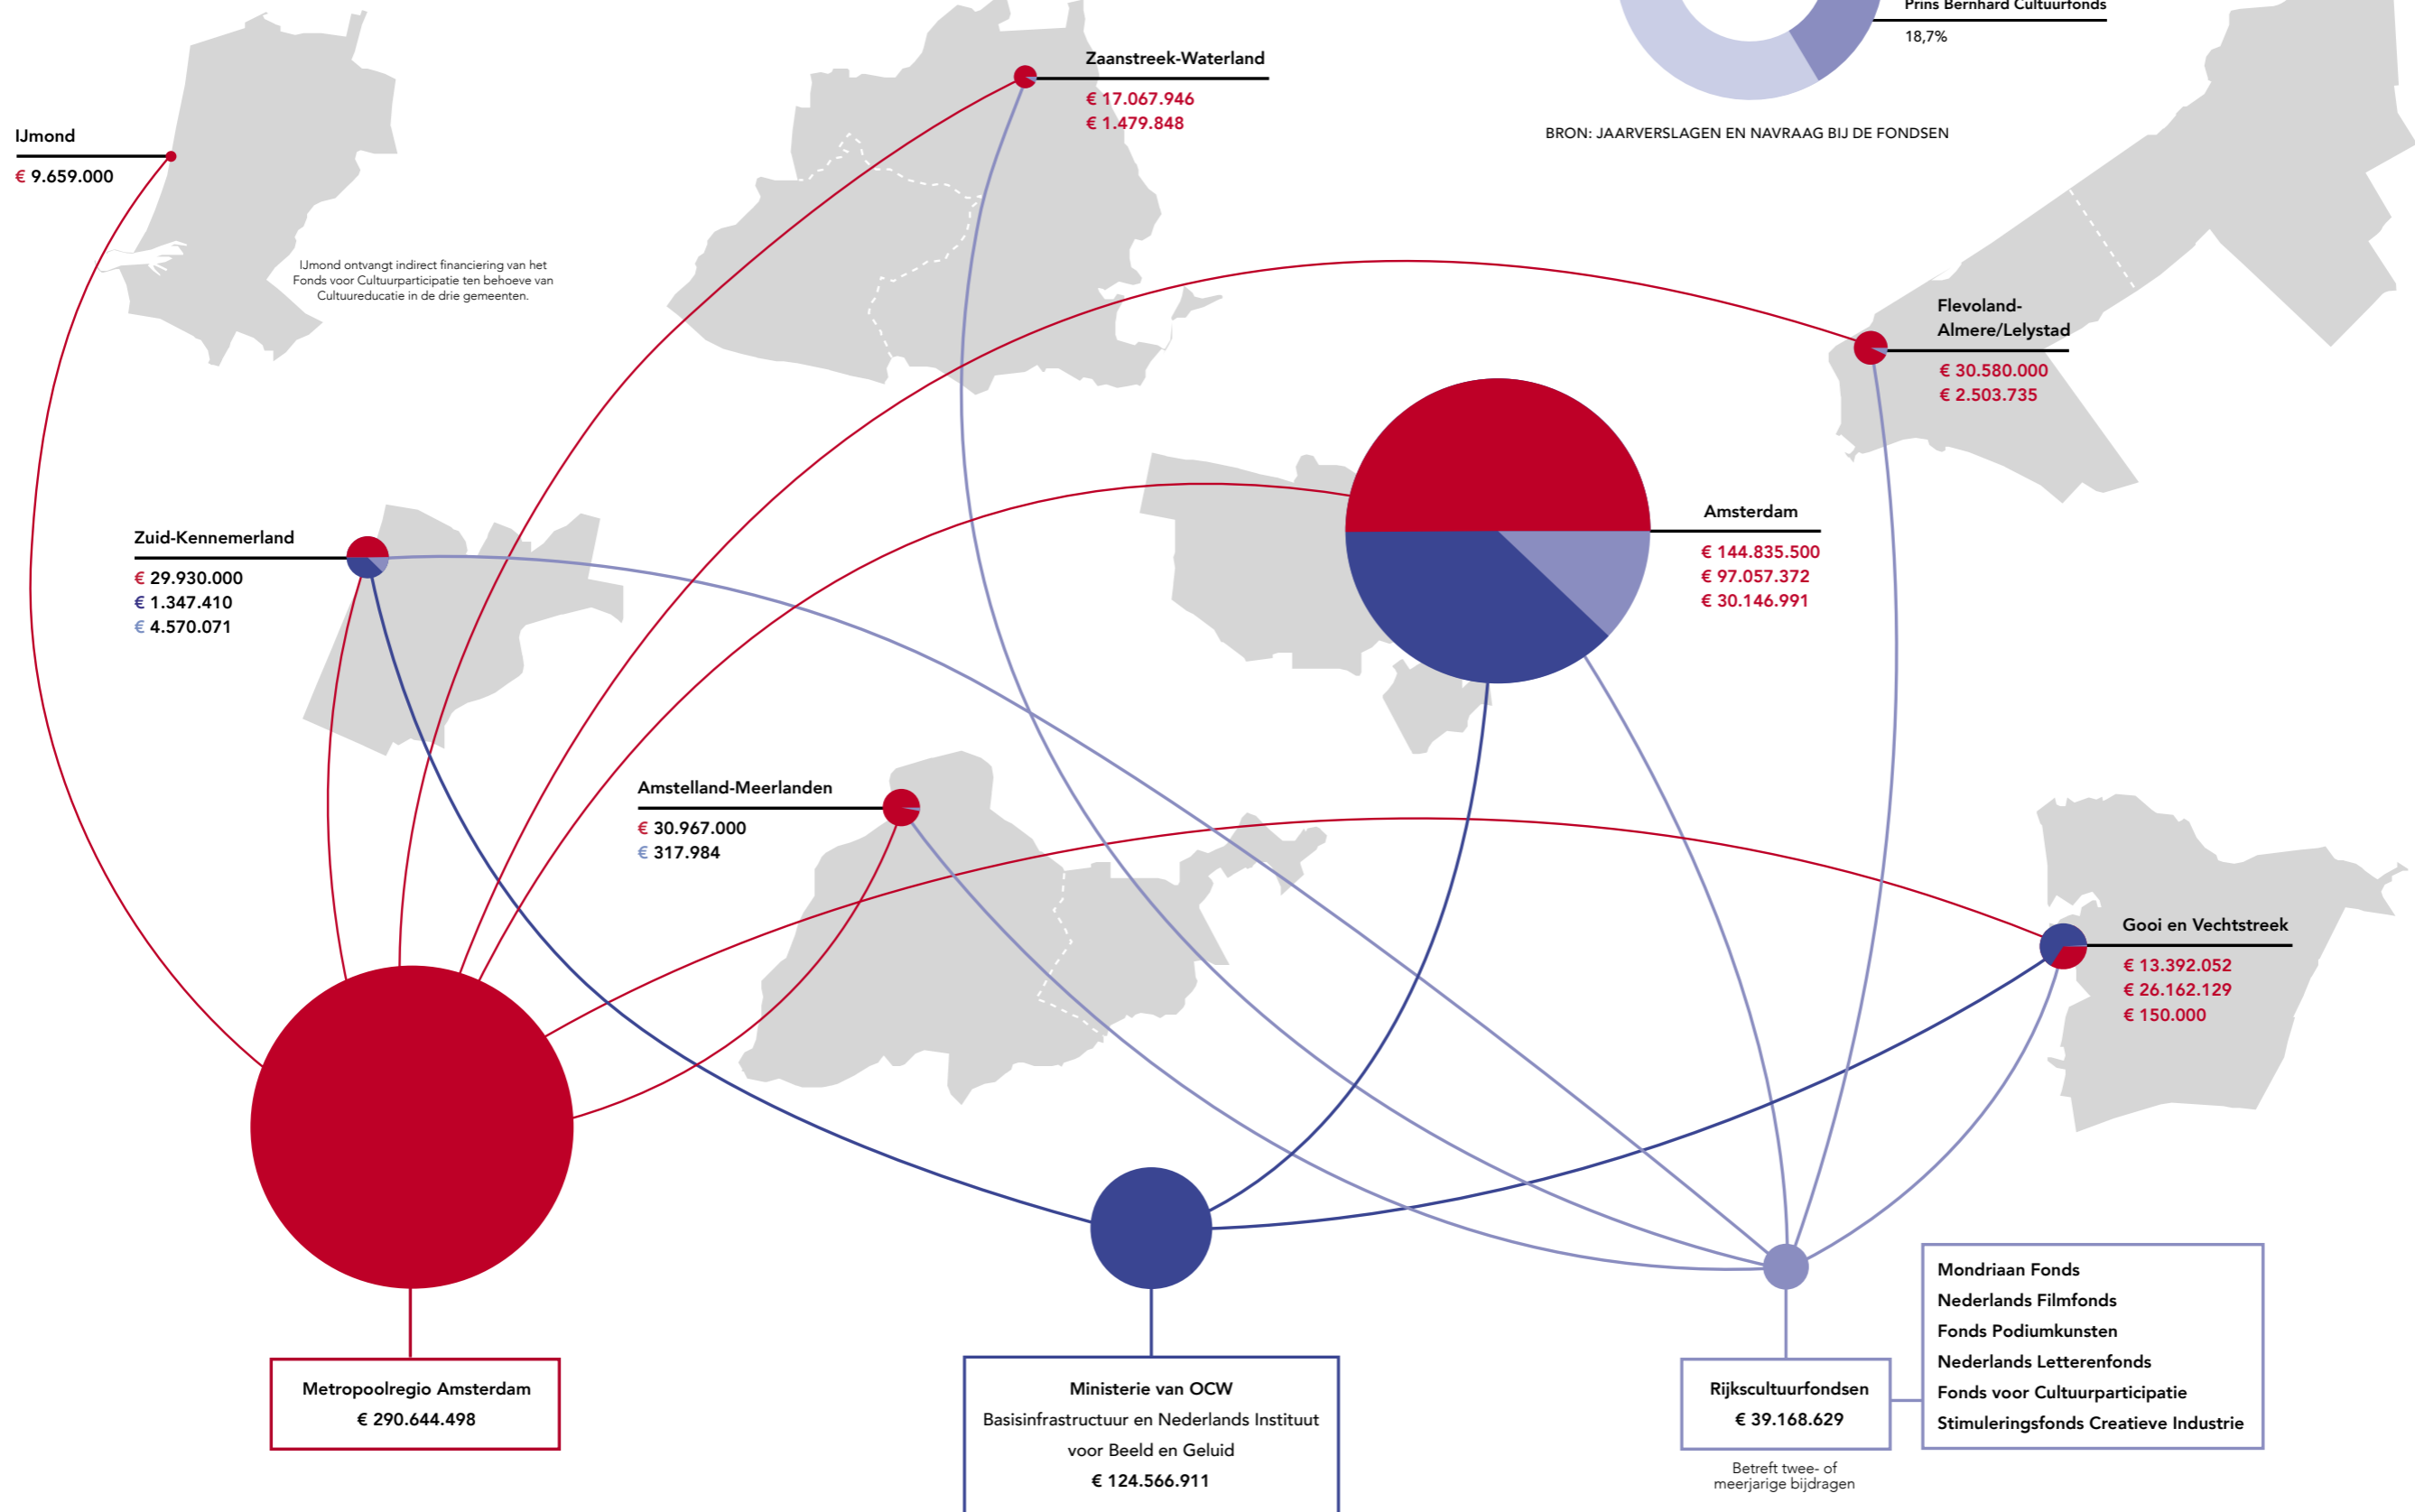 Prins Bernhard Cultuurfonds
18,7%
Zaanstreek-Waterland
€ 17.067.946
€ 1.479.848
BRON: JAARVERSLAGEN EN NAVRAAG BIJ DE FONDSEN
IJmond
€ 9.659.000
IJmond ontvangt indirect financiering van het
Fonds voor Cultuurparticipatie ten behoeve van
Cultuureducatie in de drie gemeenten.
Flevoland-
Almere/Lelystad
€ 30.580.000
€ 2.503.735
Amsterdam
€ 144.835.500
€ 97.057.372
€ 30.146.991
Zuid-Kennemerland
€ 29.930.000
€ 1.347.410
€ 4.570.071
Amstelland-Meerlanden
€ 30.967.000
€ 317.984
Gooi en Vechtstreek
€ 13.392.052
€ 26.162.129
€ 150.000
Metropoolregio Amsterdam
€ 290.644.498
Ministerie van OCW
Basisinfrastructuur en Nederlands Instituut
voor Beeld en Geluid
€ 124.566.911
Rijkscultuurfondsen
€ 39.168.629
Betreft twee- of
meerjarige bijdragen
Mondriaan Fonds
Nederlands Filmfonds
Fonds Podiumkunsten
Nederlands Letterenfonds
Fonds voor Cultuurparticipatie
Stimuleringsfonds Creatieve Industrie